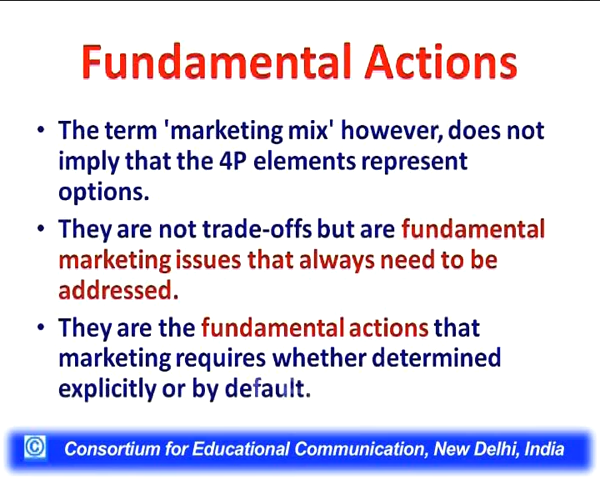 Fundamental Actions
• The term 'marketing mix' however, does not
imply that the 4P elements represent
options.
• They are not trade-offs but are fundamental
marketing issues that always need to be
addressed.
• They are the fundamental actions that
marketing requires whether determined
explicitly or by default.
© Consortium for Educational Communication, New Delhi, India